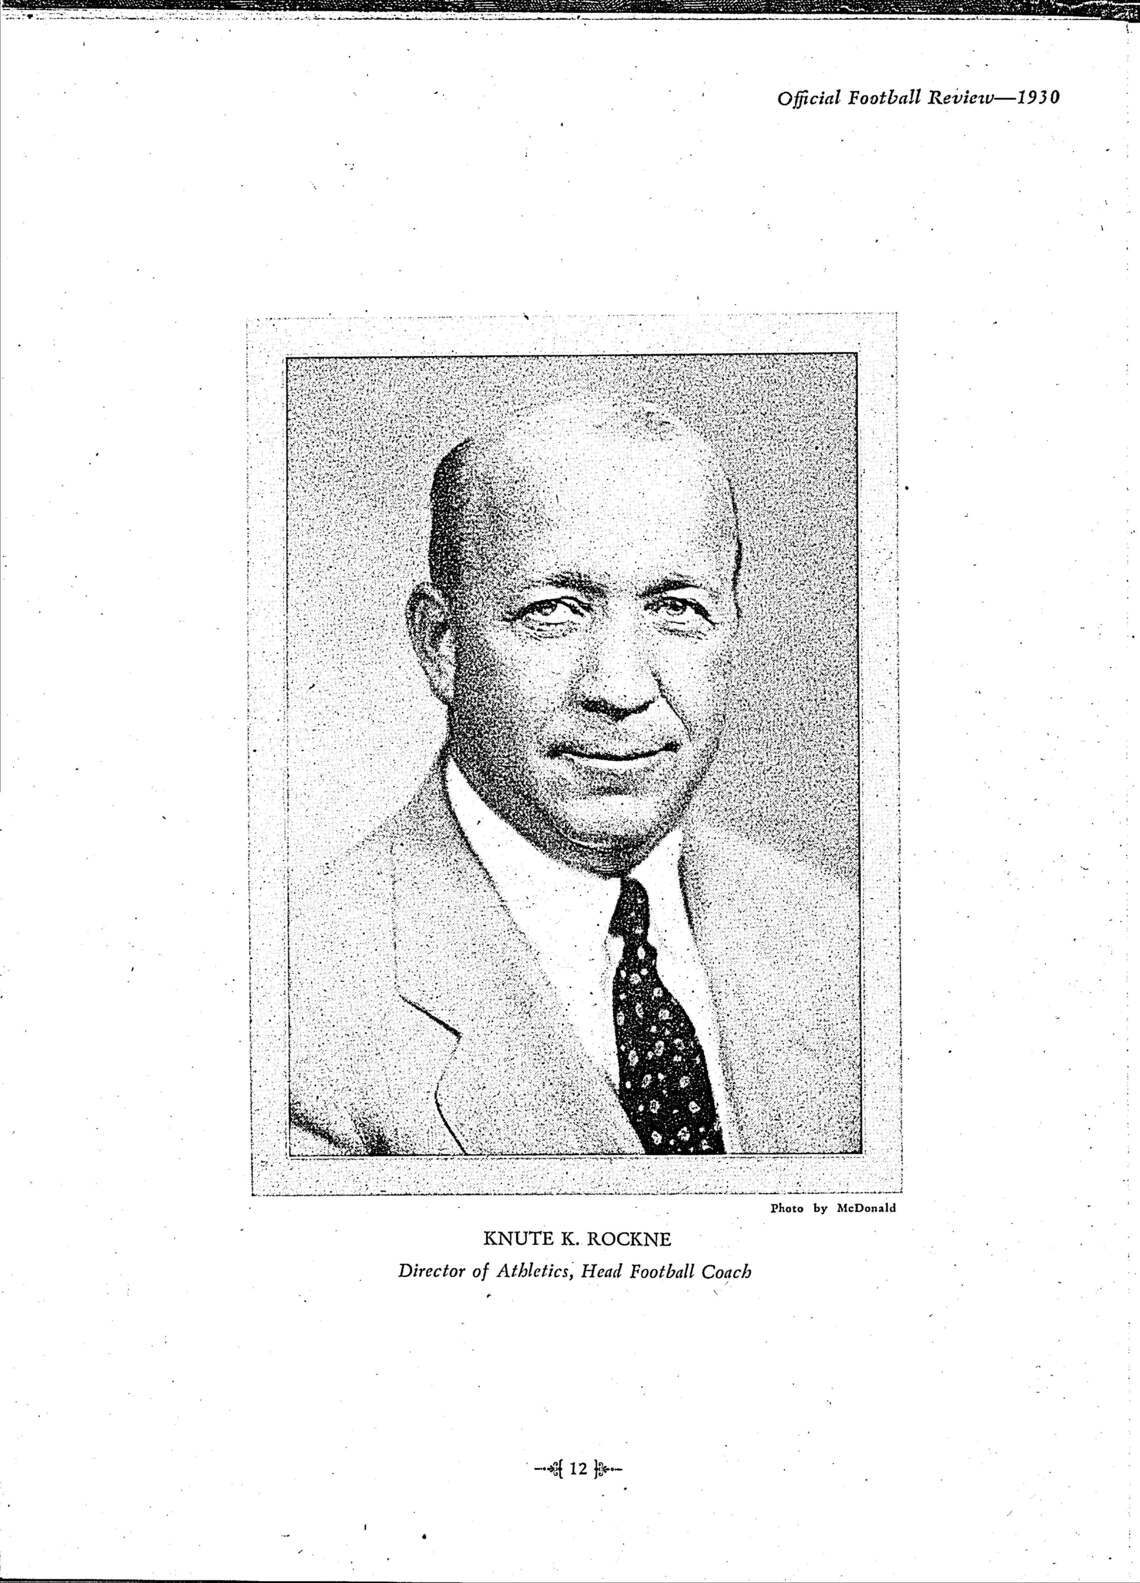 Official Football Review—1930
Photo by McDonald
KNUTE K. ROCKNE
Director of Athletics, Head Football Coach
12